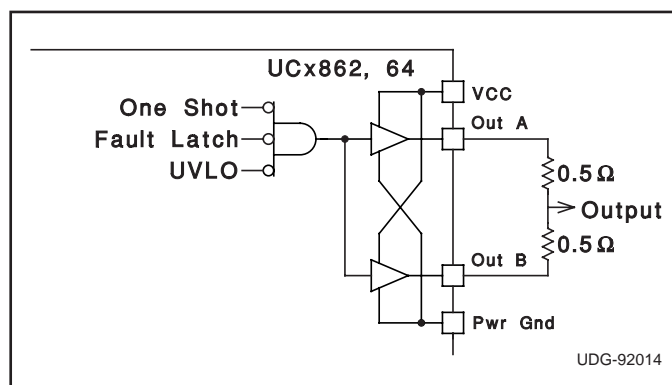 UCx862, 64
VCC
One Shot
Out A
Fault Latch
UVLO
0.5Ω
Output
0.5Ω
Out B
Pwr Gnd
UDG-92014